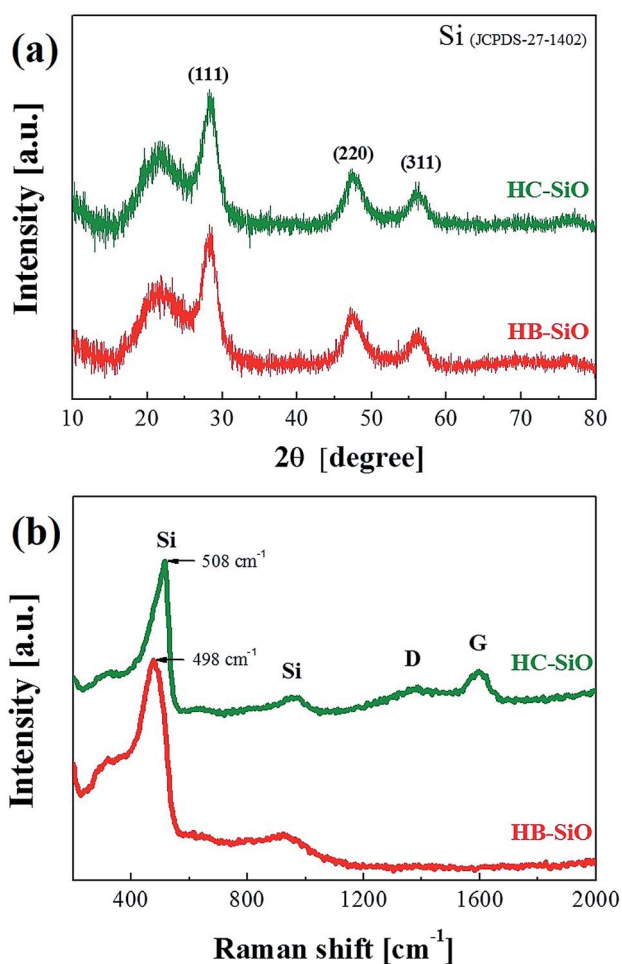 (a)
Si (JCPDS-27-1402)
(111)
(220)
(311)
HC-SiO
HB-SiO
Intensity [a.u.]
10 20 30 40 50 60 70 80
2θ [degree]
(b)
Si
508 cm-1
498 cm-1
Si
D
G
HC-SiO
HB-SiO
Intensity [a.u.]
400 800 1200 1600 2000
Raman shift [cm-1]